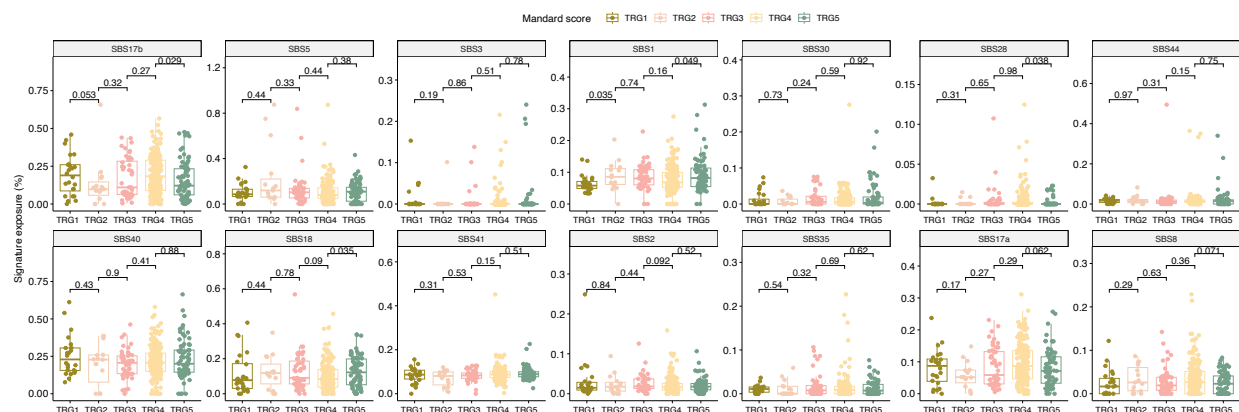 Mandard score TRG1 TRG2 TRG3 TRG4 TRG5
SBS17b SBS5 SBS3 SBS1 SBS30 SBS28 SBS44
0.053 0.32 0.27 0.029
0.44 0.33 0.44 0.38
0.19 0.86 0.51 0.78
0.035 0.74 0.16 0.049
0.73 0.24 0.59 0.92
0.31 0.65 0.98 0.038
0.97 0.31 0.15 0.75
0.75 0.50 0.25 0.00
1.2 0.8 0.4 0.0
0.3 0.2 0.1 0.0
0.4 0.3 0.2 0.1 0.0
0.4 0.3 0.2 0.1 0.0
0.15 0.10 0.05 0.00
0.6 0.4 0.2 0.0
TRG1 TRG2 TRG3 TRG4 TRG5
TRG1 TRG2 TRG3 TRG4 TRG5
TRG1 TRG2 TRG3 TRG4 TRG5
TRG1 TRG2 TRG3 TRG4 TRG5
TRG1 TRG2 TRG3 TRG4 TRG5
TRG1 TRG2 TRG3 TRG4 TRG5
TRG1 TRG2 TRG3 TRG4 TRG5
Signature exposure (%)
SBS40 SBS18 SBS41 SBS2 SBS35 SBS17a SBS8
0.43 0.9 0.41 0.88
0.44 0.78 0.09 0.035
0.31 0.53 0.15 0.51
0.84 0.44 0.092 0.52
0.54 0.32 0.69 0.62
0.17 0.27 0.29 0.062
0.29 0.63 0.36 0.071
0.75 0.50 0.25 0.00
0.8 0.6 0.4 0.2 0.0
0.6 0.4 0.2 0.0
0.3 0.2 0.1 0.0
0.3 0.2 0.1 0.0
0.4 0.3 0.2 0.1 0.0
0.3 0.2 0.1 0.0
TRG1 TRG2 TRG3 TRG4 TRG5
TRG1 TRG2 TRG3 TRG4 TRG5
TRG1 TRG2 TRG3 TRG4 TRG5
TRG1 TRG2 TRG3 TRG4 TRG5
TRG1 TRG2 TRG3 TRG4 TRG5
TRG1 TRG2 TRG3 TRG4 TRG5
TRG1 TRG2 TRG3 TRG4 TRG5